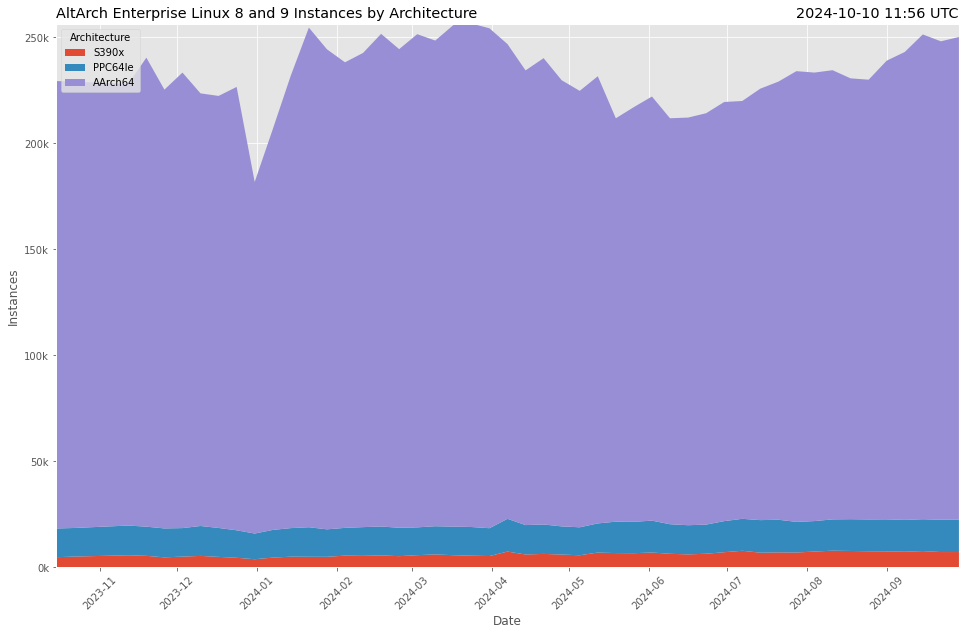 AltArch Enterprise Linux 8 and 9 Instances by Architecture
2024-10-10 11:56 UTC
Architecture
S390x
PPC64le
AArch64
250k
200k
150k
100k
50k
0k
Instances
2023-11
2023-12
2024-01
2024-02
2024-03
2024-04
2024-05
2024-06
2024-07
2024-08
2024-09
Date